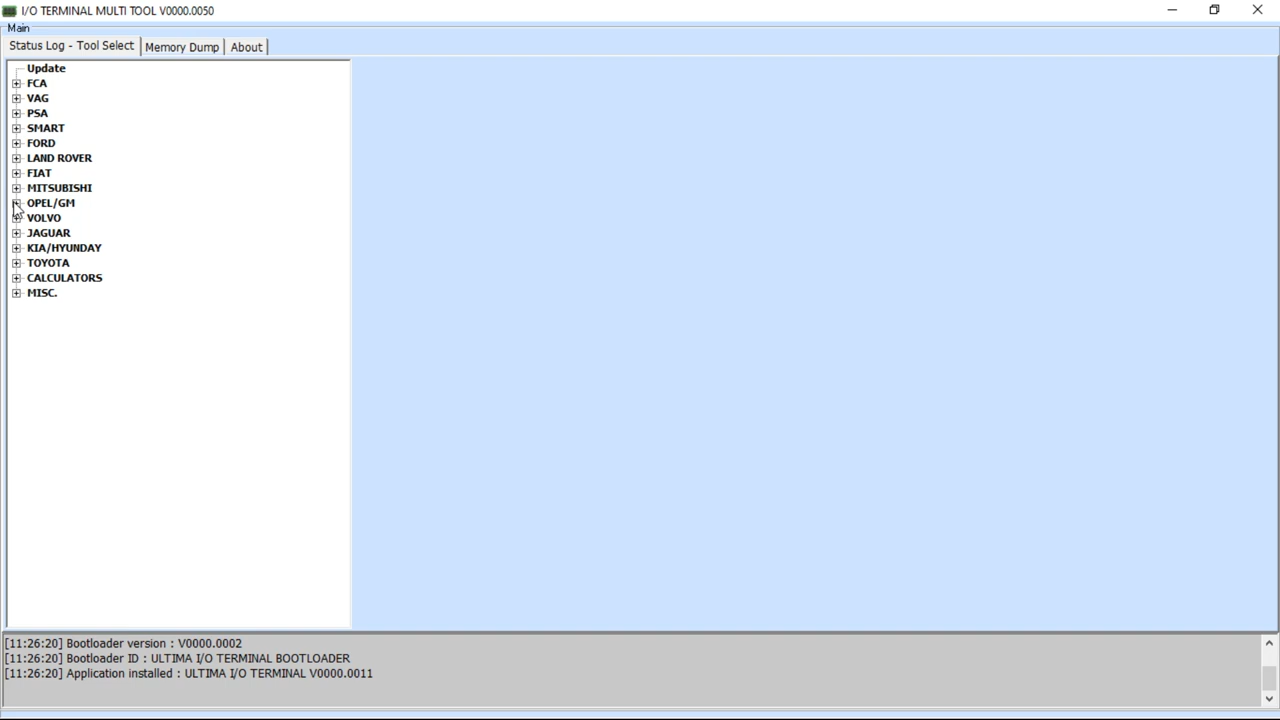 I/O TERMINAL MULTI TOOL V0000.0050
Main
Status Log - Tool Select
Memory Dump
About
Update
FCA
VAG
PSA
SMART
FORD
LAND ROVER
FIAT
MITSUBISHI
OPEL/GM
VOLVO
JAGUAR
KIA/HYUNDAY
TOYOTA
CALCULATORS
MISC.
[11:26:20] Bootloader version : V0000.0002
[11:26:20] Bootloader ID : ULTIMA I/O TERMINAL BOOTLOADER
[11:26:20] Application installed : ULTIMA I/O TERMINAL V0000.0011